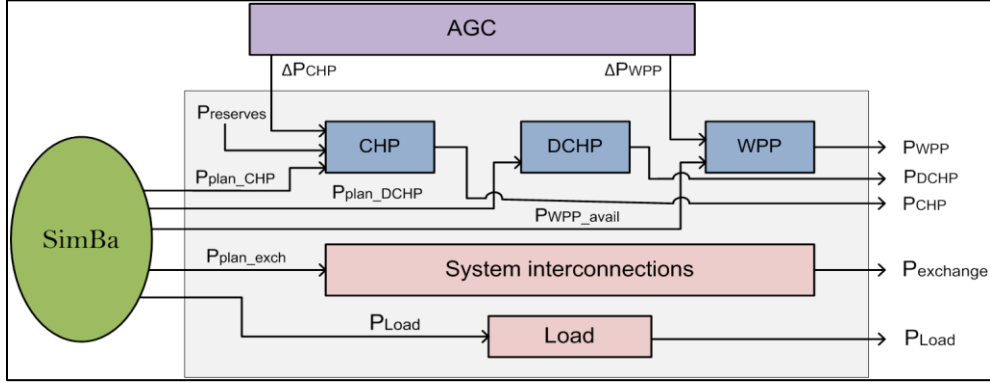 AGC
ΔPCHP
ΔPWPP
Preserves
CHP
DCHP
WPP
PWPP
PDCHP
Pplan_CHP
Pplan_DCHP
PCHP
PWPP_avail
SimBa
Pplan_exch
System interconnections
Pexchange
PLoad
Load
PLoad